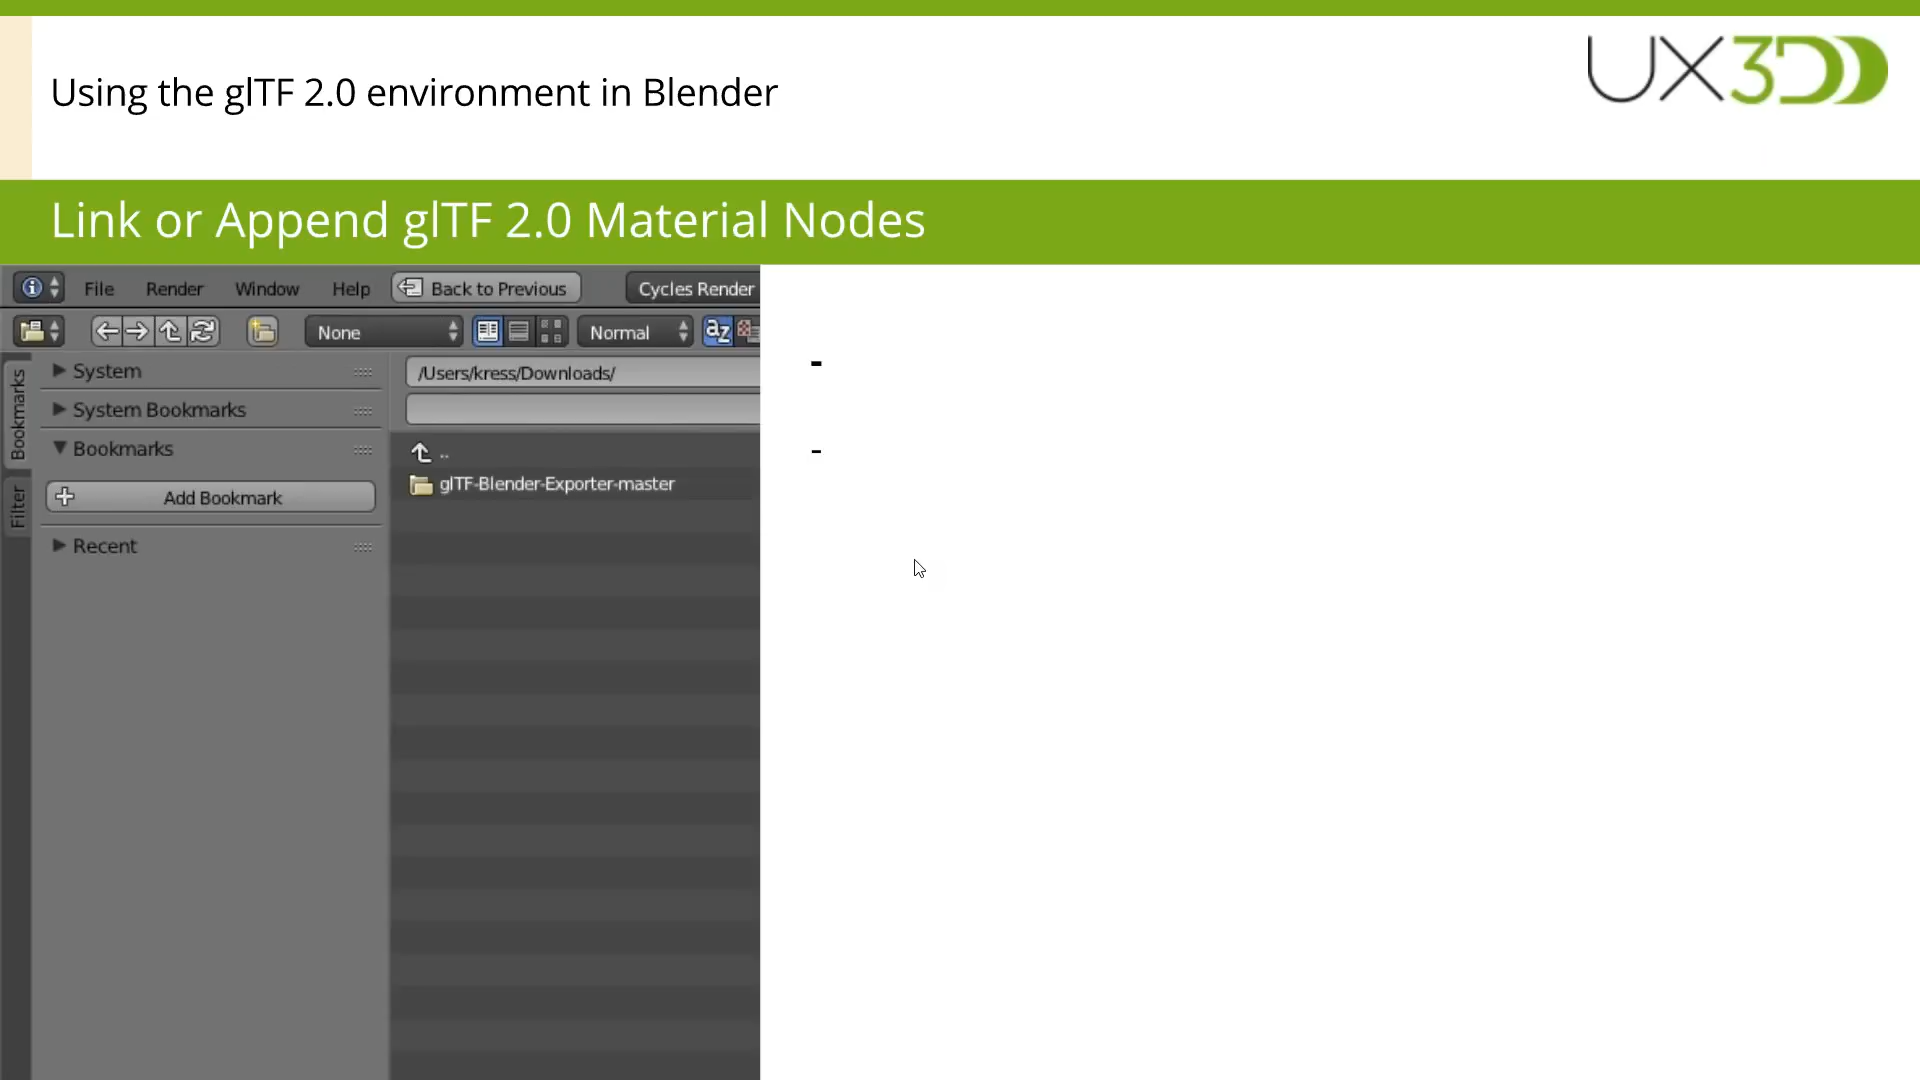 Using the glTF 2.0 environment in Blender
UX3D
Link or Append glTF 2.0 Material Nodes
File Render Window Help Back to Previous Cycles Render
None Normal az
Bookmarks
Filter
System
System Bookmarks
Bookmarks
Add Bookmark
Recent
/Users/kress/Downloads/
..
glTF-Blender-Exporter-master
-
-